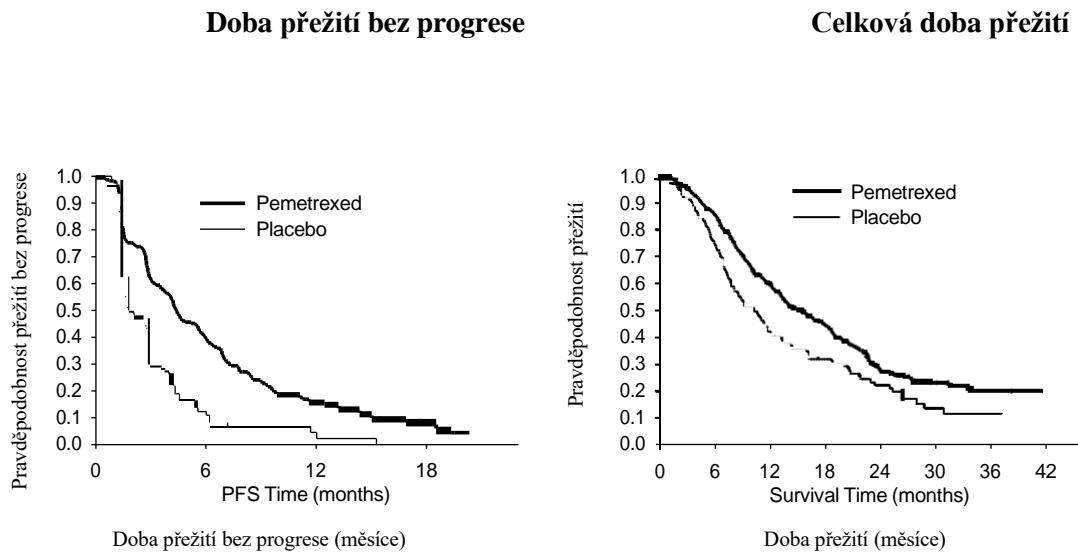 Doba přežití bez progrese
Celková doba přežití
Pravděpodobnost přežití bez progrese
1.0
0.9
0.8
0.7
0.6
0.5
0.4
0.3
0.2
0.1
0.0
Pemetrexed
Placebo
0 6 12 18
PFS Time (months)
Doba přežití bez progrese (měsíce)
Pravděpodobnost přežití
1.0
0.9
0.8
0.7
0.6
0.5
0.4
0.3
0.2
0.1
0.0
Pemetrexed
Placebo
0 6 12 18 24 30 36 42
Survival Time (months)
Doba přežití (měsíce)